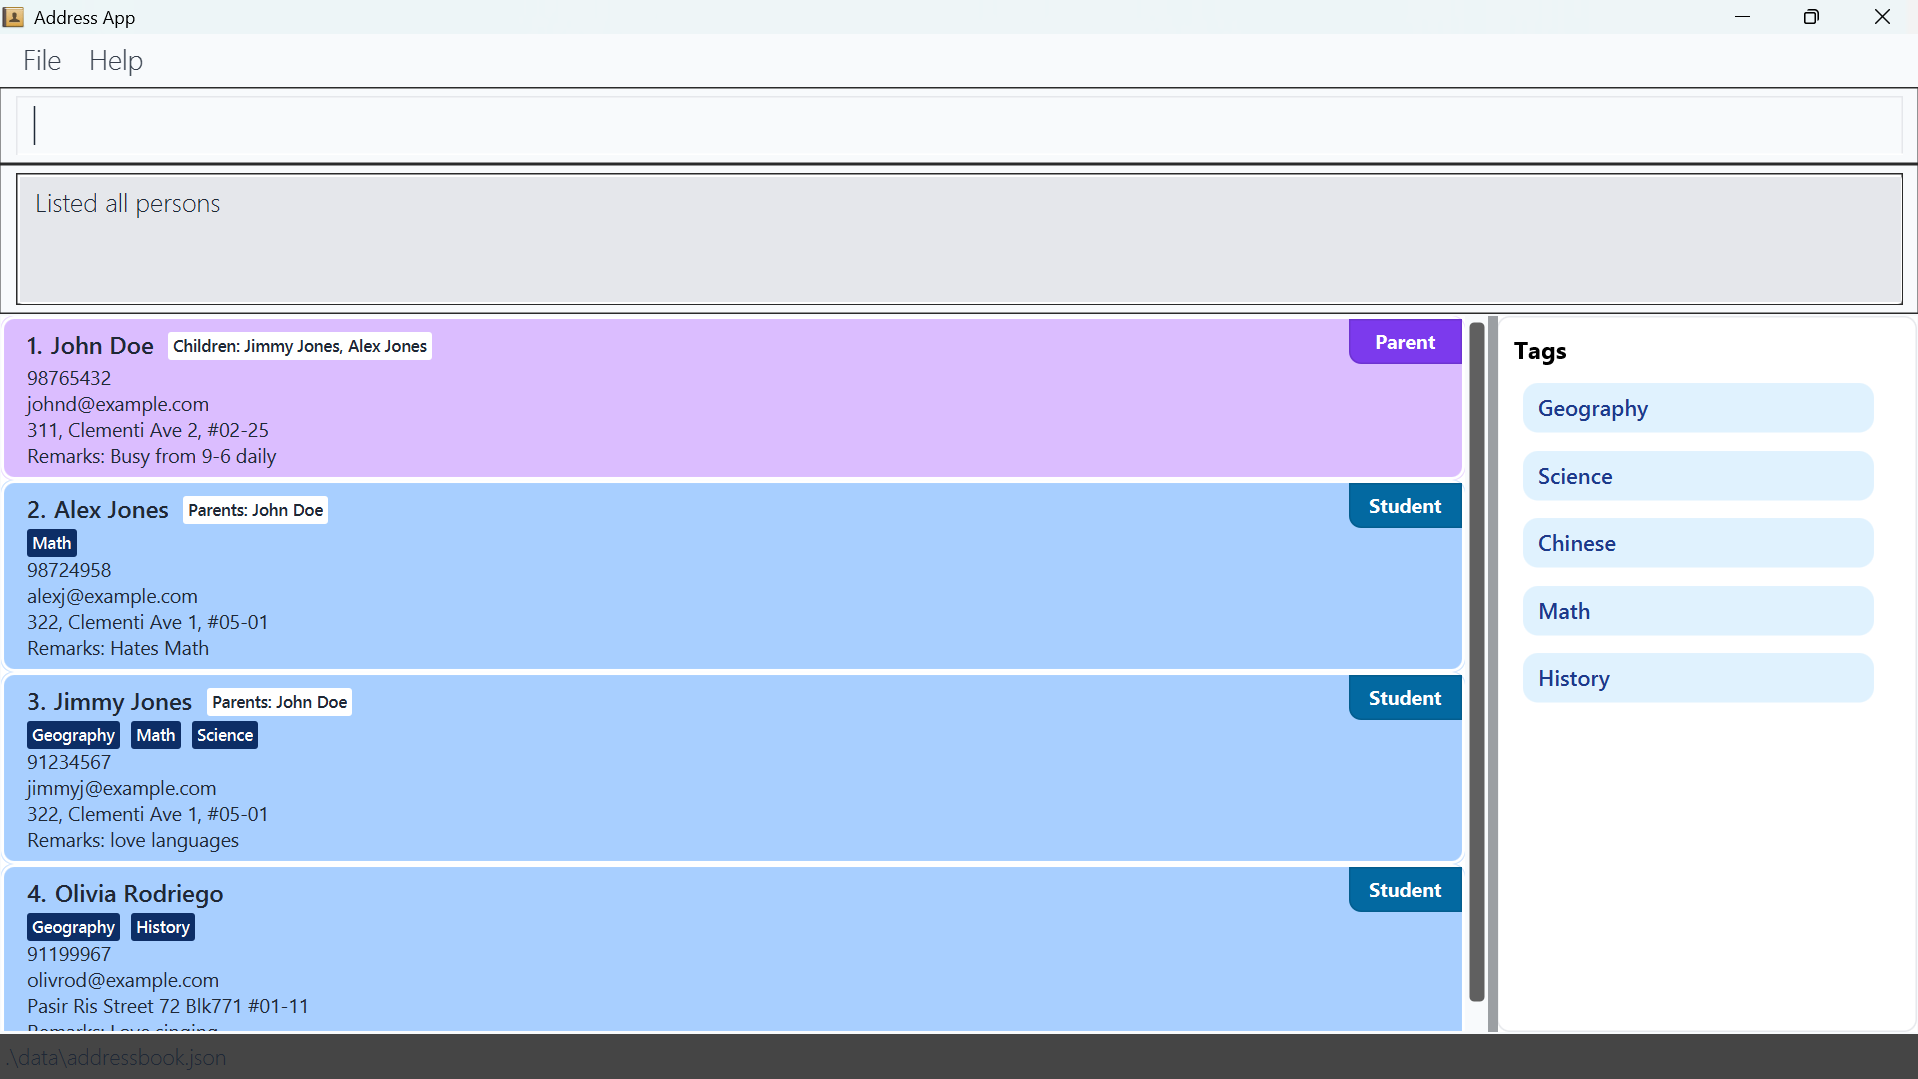 Address App
File Help
Listed all persons
1. John Doe Children: Jimmy Jones, Alex Jones Parent
98765432
johnd@example.com
311, Clementi Ave 2, #02-25
Remarks: Busy from 9-6 daily
2. Alex Jones Parents: John Doe Student
Math
98724958
alexj@example.com
322, Clementi Ave 1, #05-01
Remarks: Hates Math
3. Jimmy Jones Parents: John Doe Student
Geography Math Science
91234567
jimmyj@example.com
322, Clementi Ave 1, #05-01
Remarks: love languages
4. Olivia Rodriego Student
Geography History
91199967
olivrod@example.com
Pasir Ris Street 72 Blk771 #01-11
Remarks: Love singing
Tags
Geography
Science
Chinese
Math
History
.\data\addressbook.json